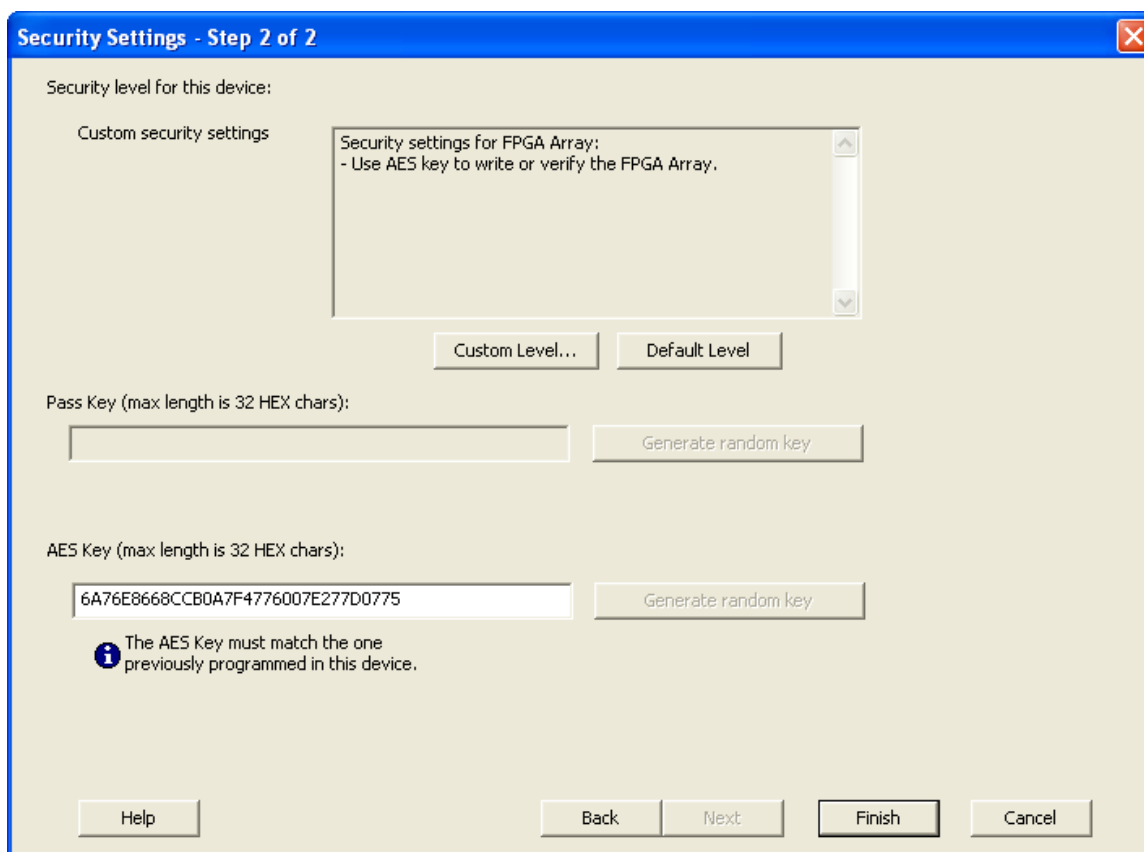 Security Settings - Step 2 of 2
Security level for this device:
Custom security settings
Security settings for FPGA Array:
- Use AES key to write or verify the FPGA Array.
Custom Level...
Default Level
Pass Key (max length is 32 HEX chars):
Generate random key
AES Key (max length is 32 HEX chars):
6A76E8668CCB0A7F4776007E277D0775
Generate random key
The AES Key must match the one
previously programmed in this device.
Help
Back
Next
Finish
Cancel